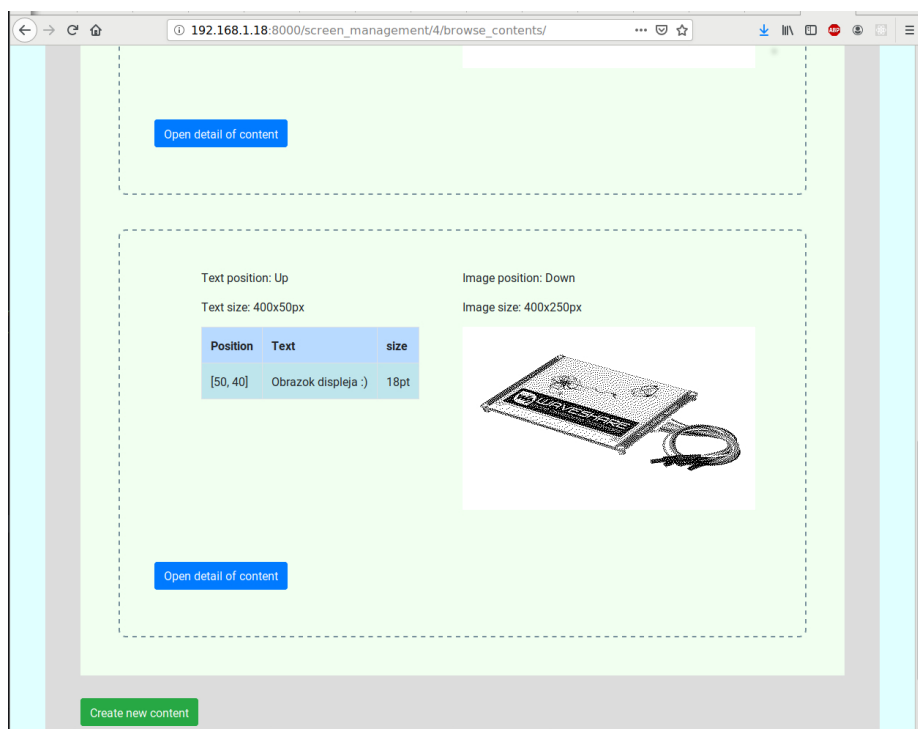 192.168.1.18:8000/screen_management/4/browse_contents/
ABP
Open detail of content
Text position: Up
Image position: Down
Text size: 400x50px
Image size: 400x250px
Position Text size
[50, 40] Obrazok displeja :) 18pt
WAVESHARE
Open detail of content
Create new content